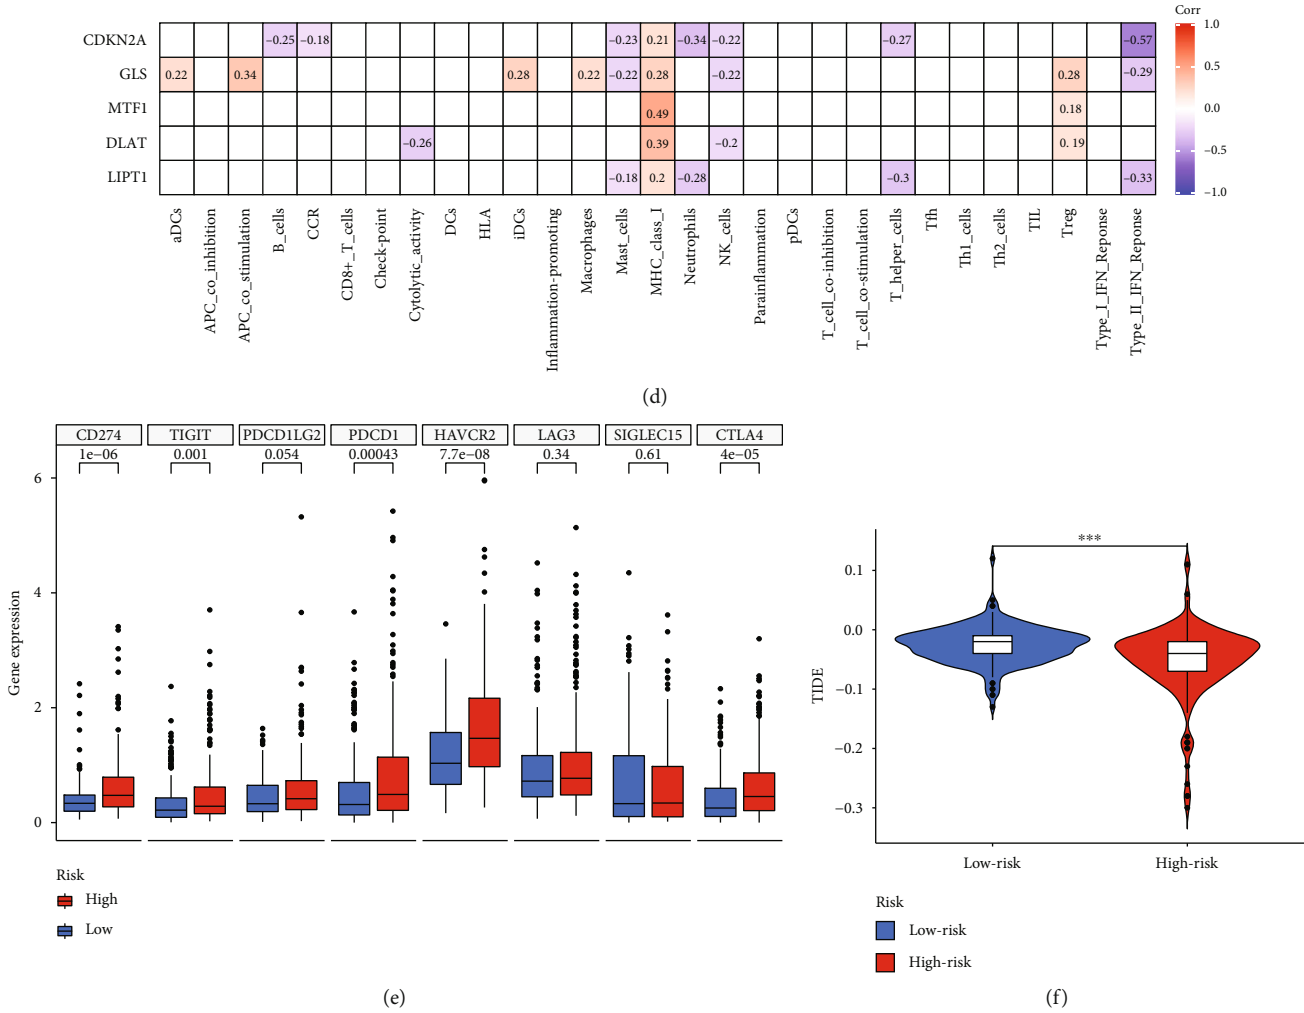 Corr
CDKN2A −0.25 −0.18 −0.23 0.21 −0.34 −0.22 −0.27 −0.57
GLS 0.22 0.34 0.28 0.22 −0.22 0.28 −0.22 0.28 −0.29
MTF1 0.49 0.18
DLAT −0.26 0.39 −0.2 0.19
LIPT1 −0.18 0.2 −0.28 −0.3 −0.33
1.0
0.5
0.0
−0.5
−1.0
aDCs
APC_co_inhibition
APC_co_stimulation
B_cells
CCR
CD8+_T_cells
Check-point
Cytolytic_activity
DCs
HLA
iDCs
Inflammation-promoting
Macrophages
Mast_cells
MHC_class_I
Neutrophils
NK_cells
Parainflammation
pDCs
T_cell_co-inhibition
T_cell_co-stimulation
T_helper_cells
Tfh
Th1_cells
Th2_cells
TIL
Treg
Type_I_IFN_Reponse
Type_II_IFN_Reponse
(d)
CD274 TIGIT PDCD1LG2 PDCD1 HAVCR2 LAG3 SIGLEC15 CTLA4
1e−06 0.001 0.054 0.00043 7.7e−08 0.34 0.61 4e−05
Gene expression
6
4
2
0
Risk
High
Low
(e)
***
TIDE
0.1
0.0
−0.1
−0.2
−0.3
Low-risk High-risk
Risk
Low-risk
High-risk
(f)